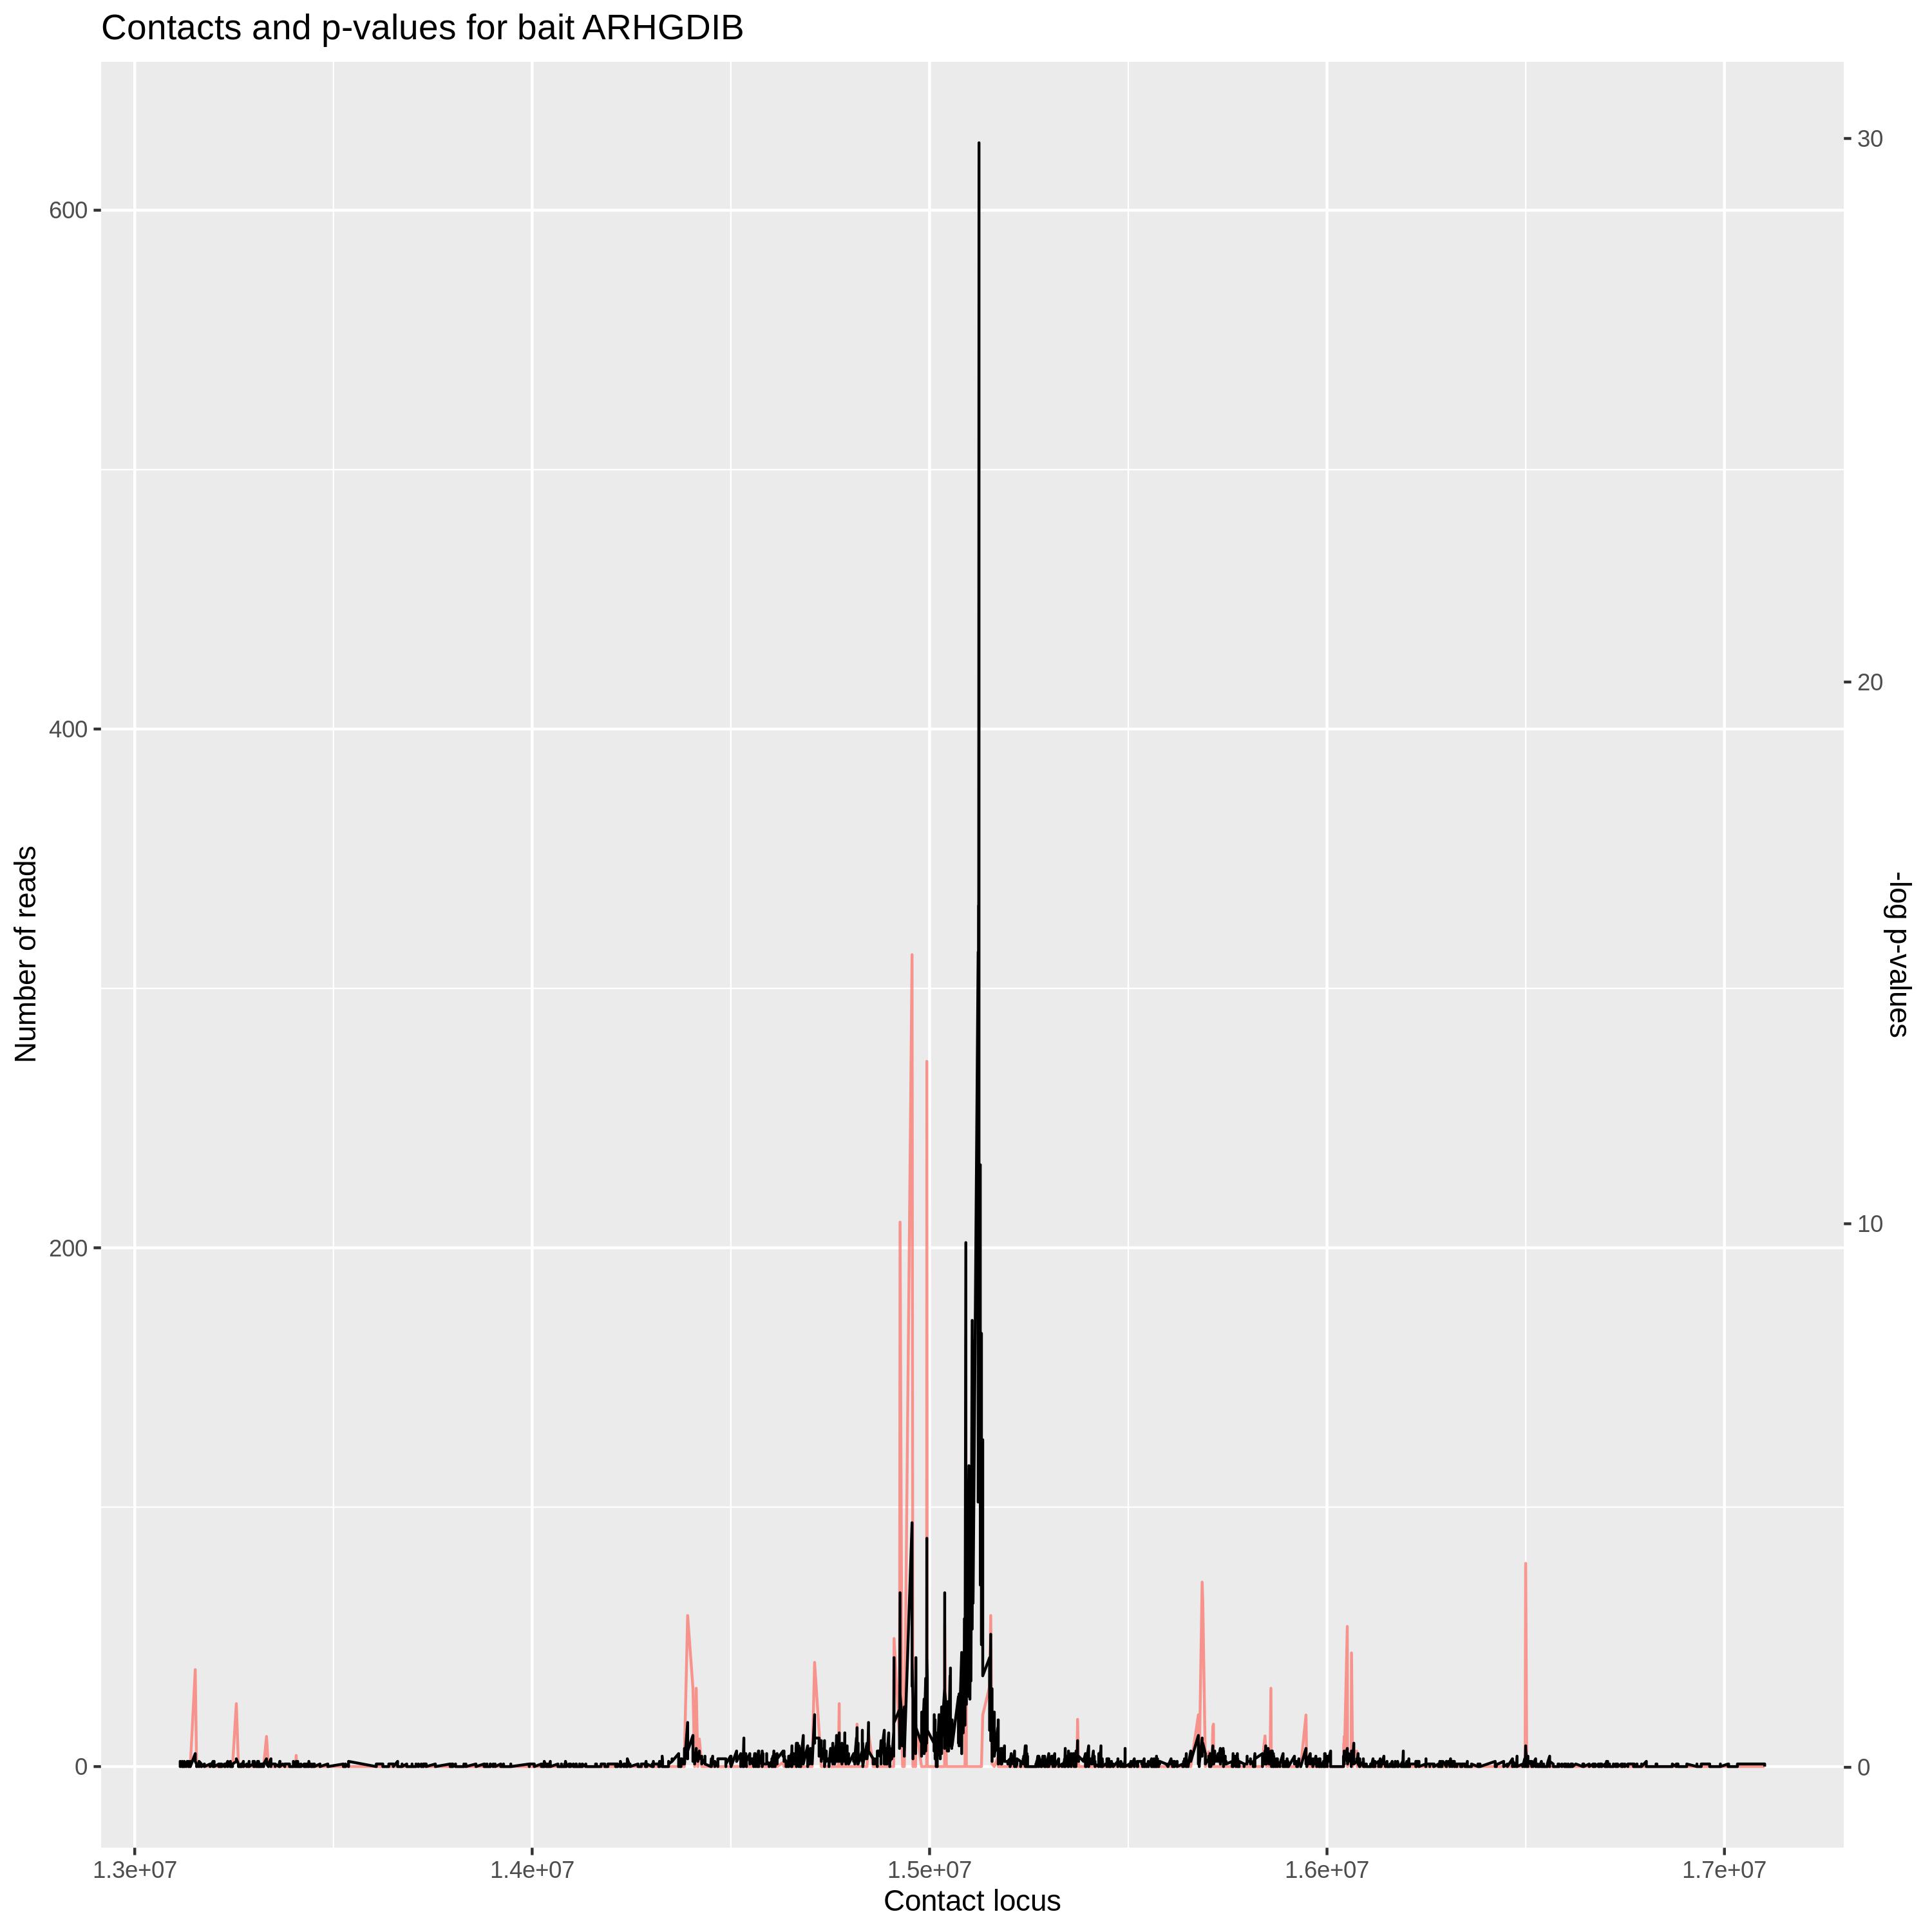 Contacts and p-values for bait ARHGDIB
Number of reads
600
400
200
0
30
20
10
0
-log p-values
1.3e+07 1.4e+07 1.5e+07 1.6e+07 1.7e+07
Contact locus